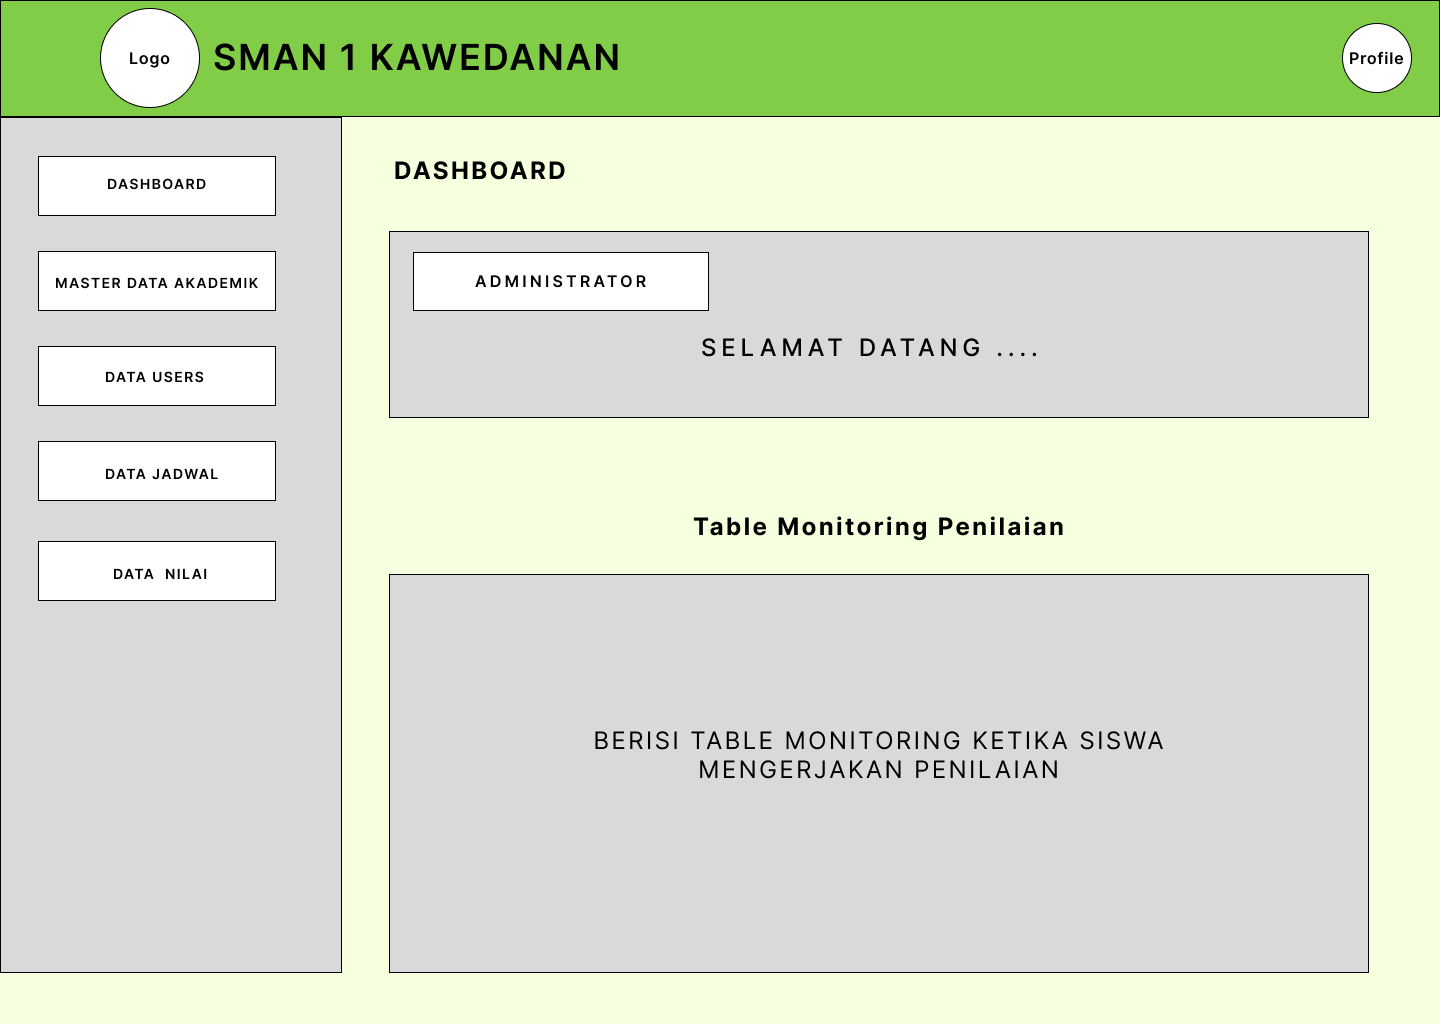 Logo
SMAN 1 KAWEDANAN
Profile
DASHBOARD
MASTER DATA AKADEMIK
DATA USERS
DATA JADWAL
DATA  NILAI
DASHBOARD
ADMINISTRATOR
SELAMAT DATANG ....
Table Monitoring Penilaian
BERISI TABLE MONITORING KETIKA SISWA
MENGERJAKAN PENILAIAN